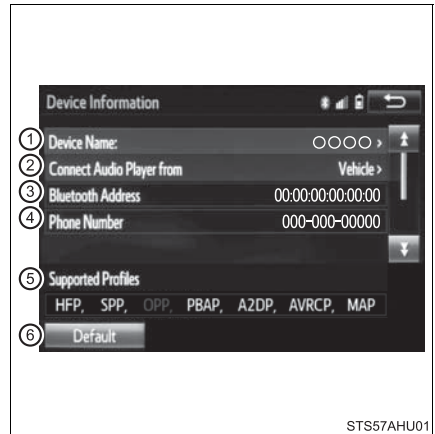 Device Information
① Device Name: ○○○○ >
② Connect Audio Player from Vehicle >
③ Bluetooth Address 00:00:00:00:00:00
④ Phone Number 000-000-00000
⑤ Supported Profiles
HFP, SPP, OPP, PBAP, A2DP, AVRCP, MAP
⑥ Default
STS57AHU01